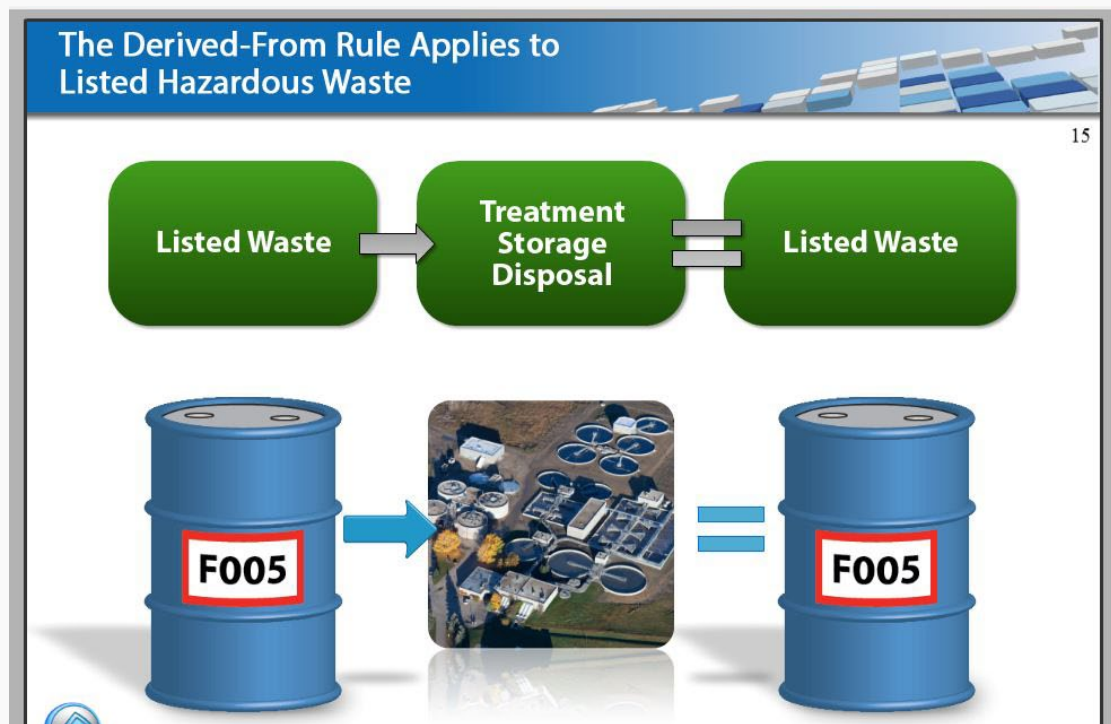 The Derived-From Rule Applies to
Listed Hazardous Waste
15
Listed Waste
Treatment
Storage
Disposal
Listed Waste
F005
F005